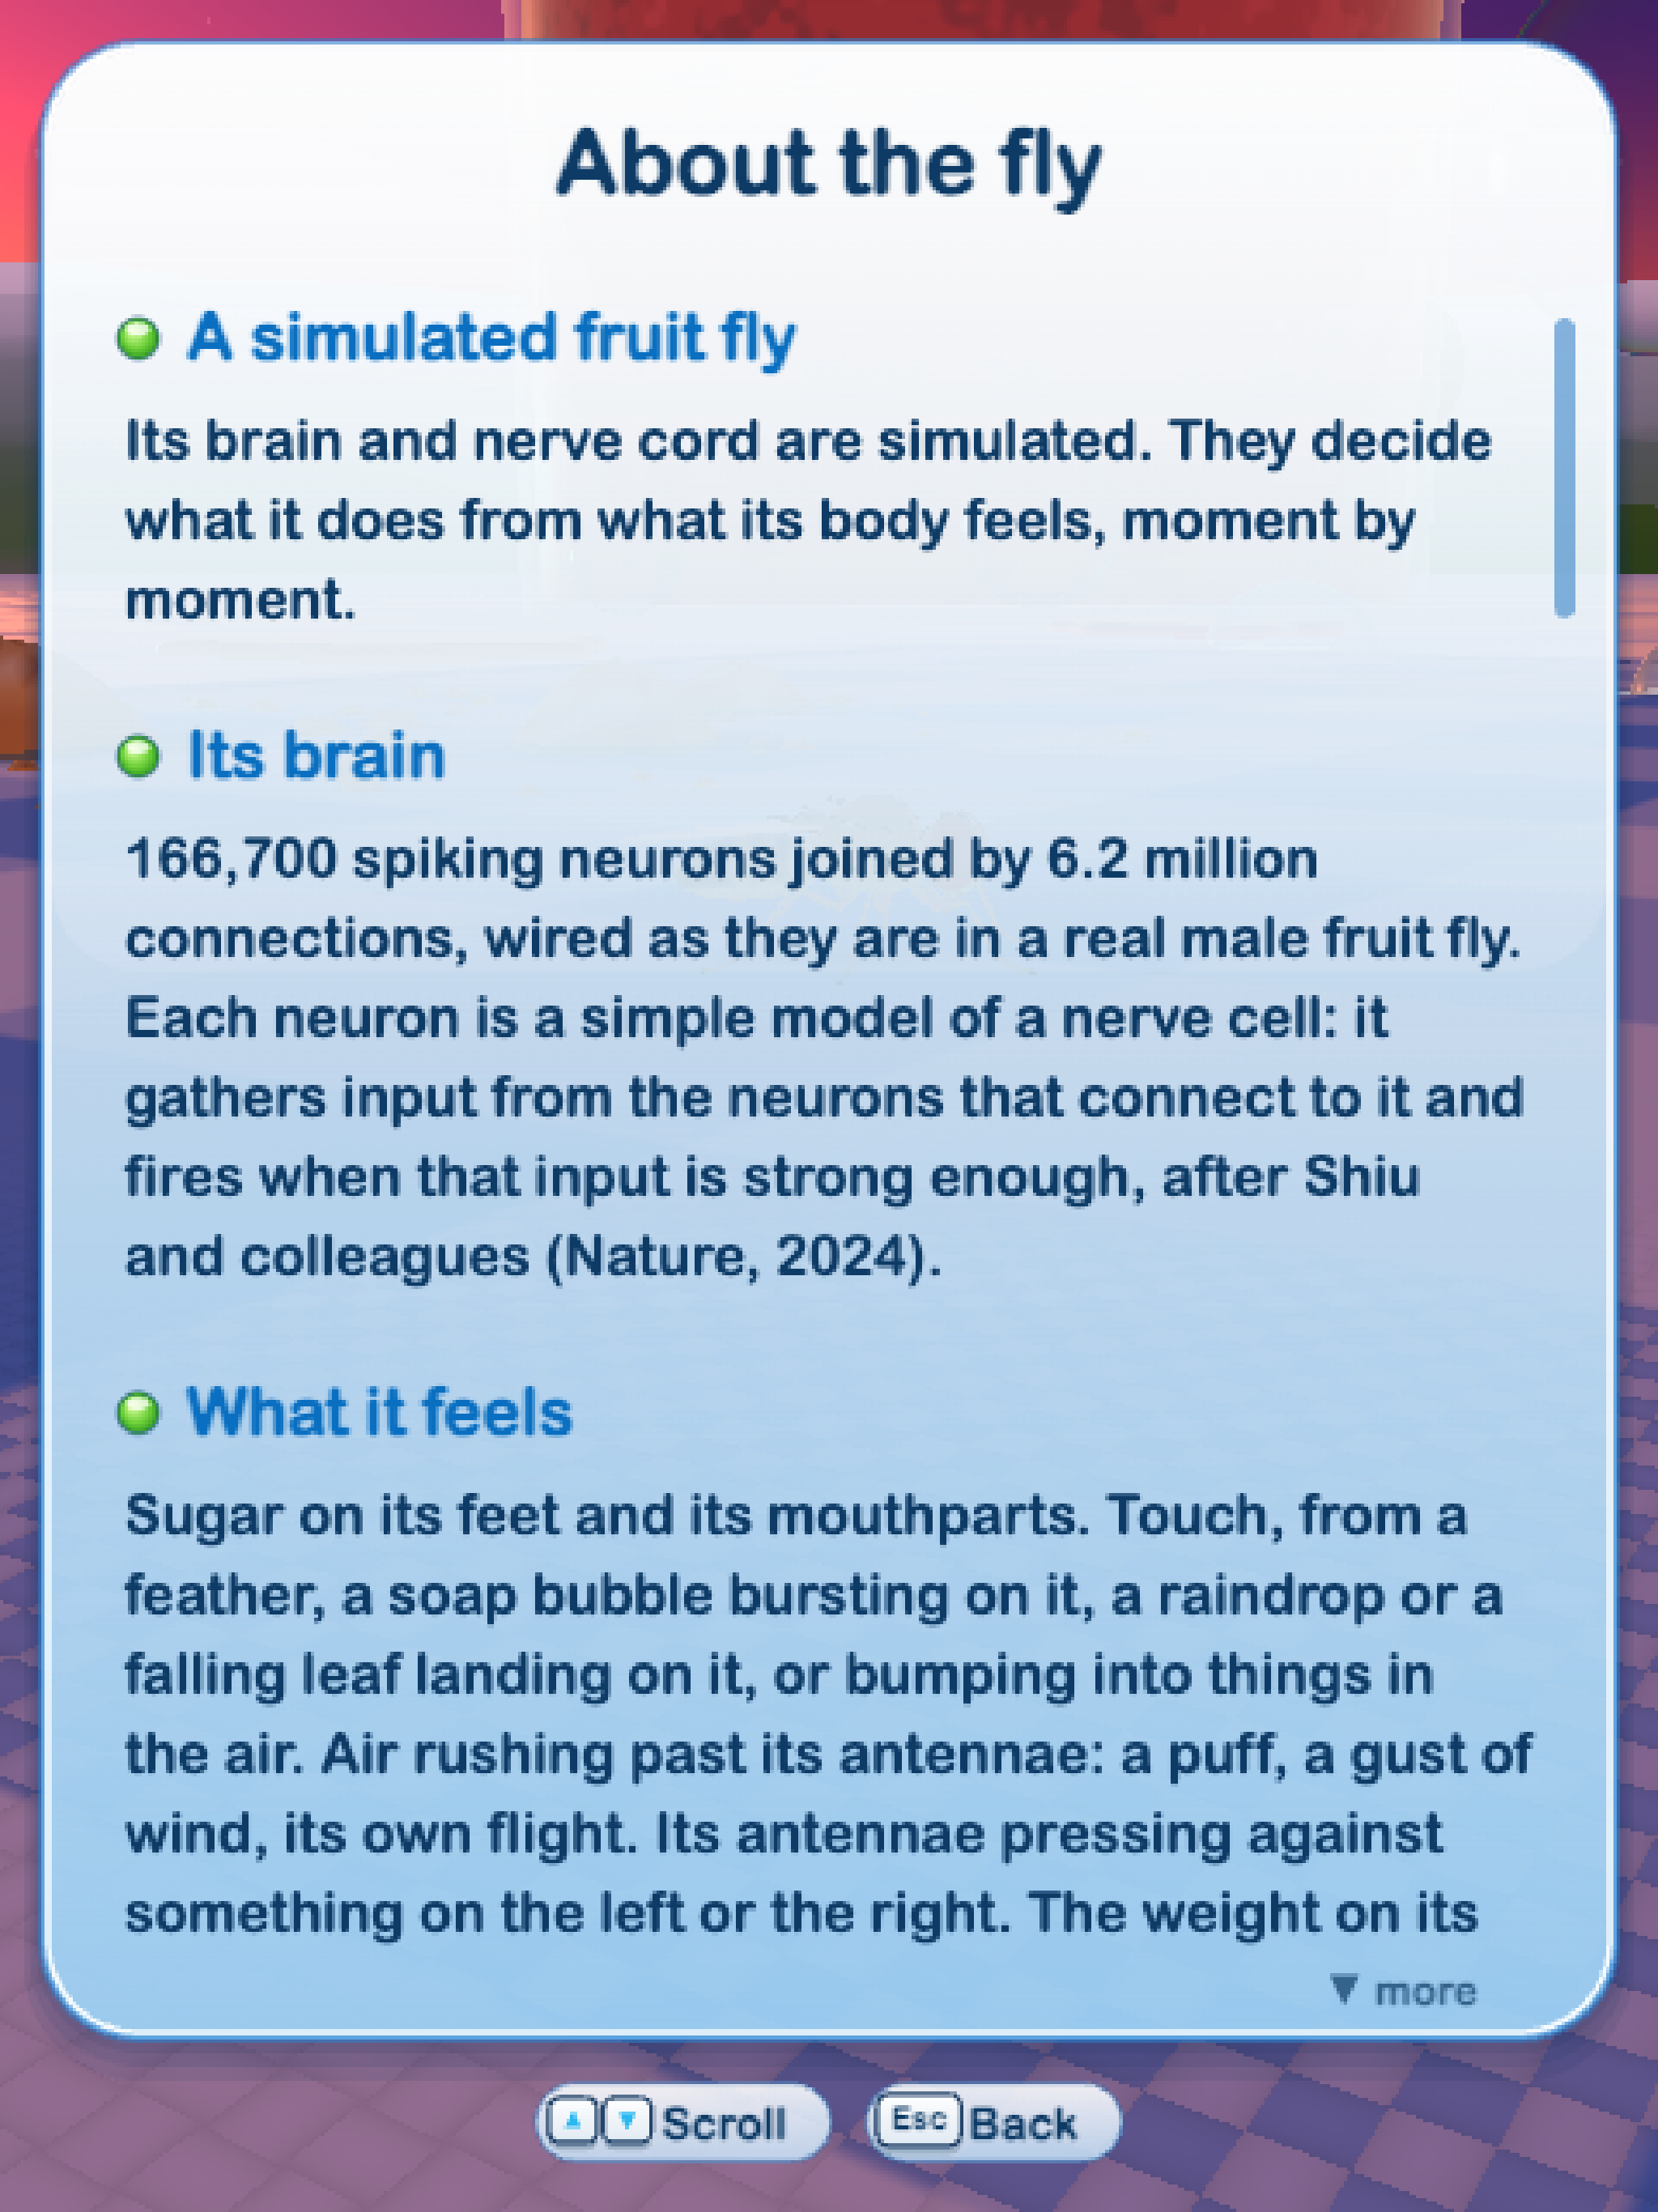 About the fly
A simulated fruit fly
Its brain and nerve cord are simulated. They decide
what it does from what its body feels, moment by
moment.
Its brain
166,700 spiking neurons joined by 6.2 million
connections, wired as they are in a real male fruit fly.
Each neuron is a simple model of a nerve cell: it
gathers input from the neurons that connect to it and
fires when that input is strong enough, after Shiu
and colleagues (Nature, 2024).
What it feels
Sugar on its feet and its mouthparts. Touch, from a
feather, a soap bubble bursting on it, a raindrop or a
falling leaf landing on it, or bumping into things in
the air. Air rushing past its antennae: a puff, a gust of
wind, its own flight. Its antennae pressing against
something on the left or the right. The weight on its
▼ more
▲ ▼ Scroll Esc Back